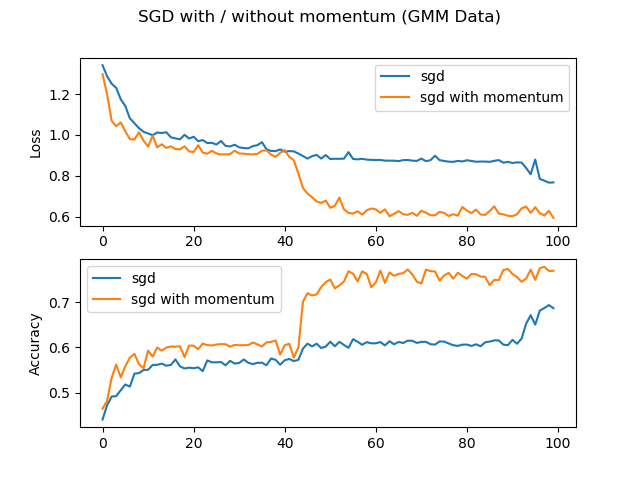 SGD with / without momentum (GMM Data)
Loss
1.2
1.0
0.8
0.6
sgd
sgd with momentum
0 20 40 60 80 100
Accuracy
0.7
0.6
0.5
sgd
sgd with momentum
0 20 40 60 80 100